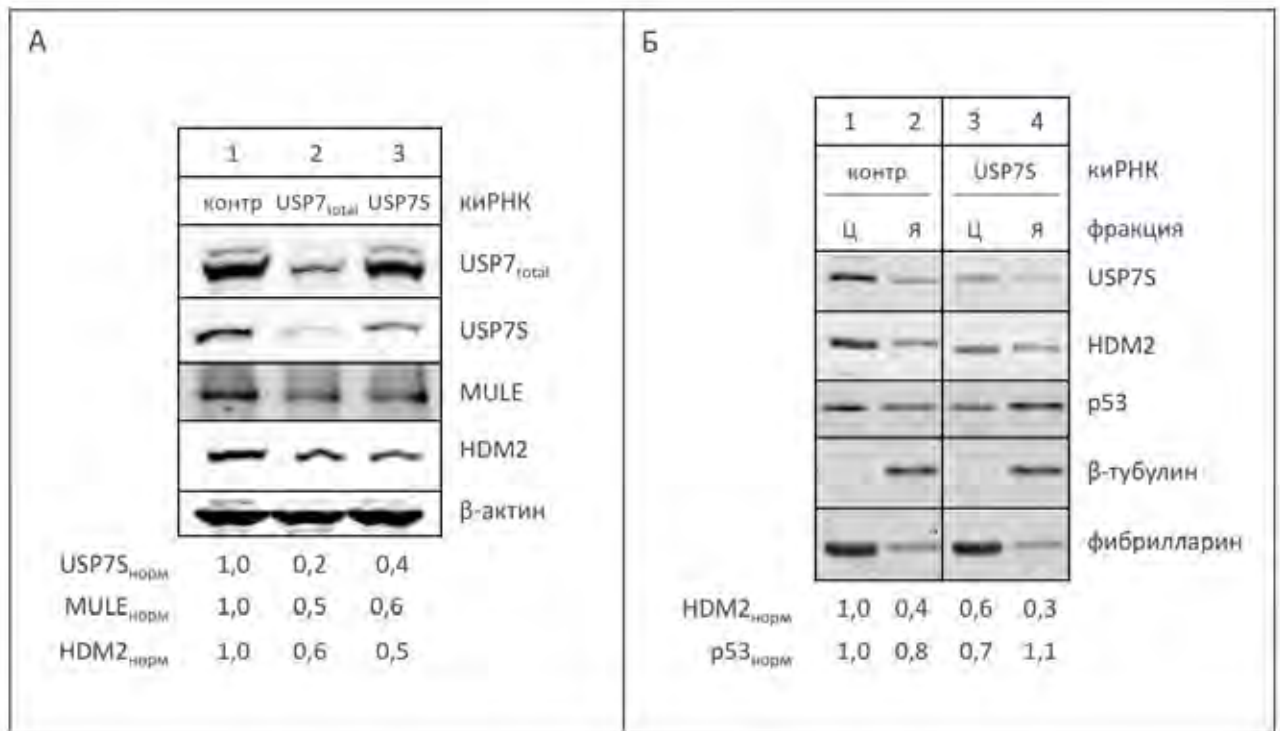 А
1 2 3
контр USP7total USP7S киРНК
USP7total
USP7S
MULE
HDM2
β-актин
USP7Sнорм 1,0 0,2 0,4
MULEнорм 1,0 0,5 0,6
HDM2норм 1,0 0,6 0,5
Б
1 2 3 4
контр USP7S киРНК
Ц Я Ц Я фракция
USP7S
HDM2
p53
β-тубулин
фибрилларин
HDM2норм 1,0 0,4 0,6 0,3
p53норм 1,0 0,8 0,7 1,1